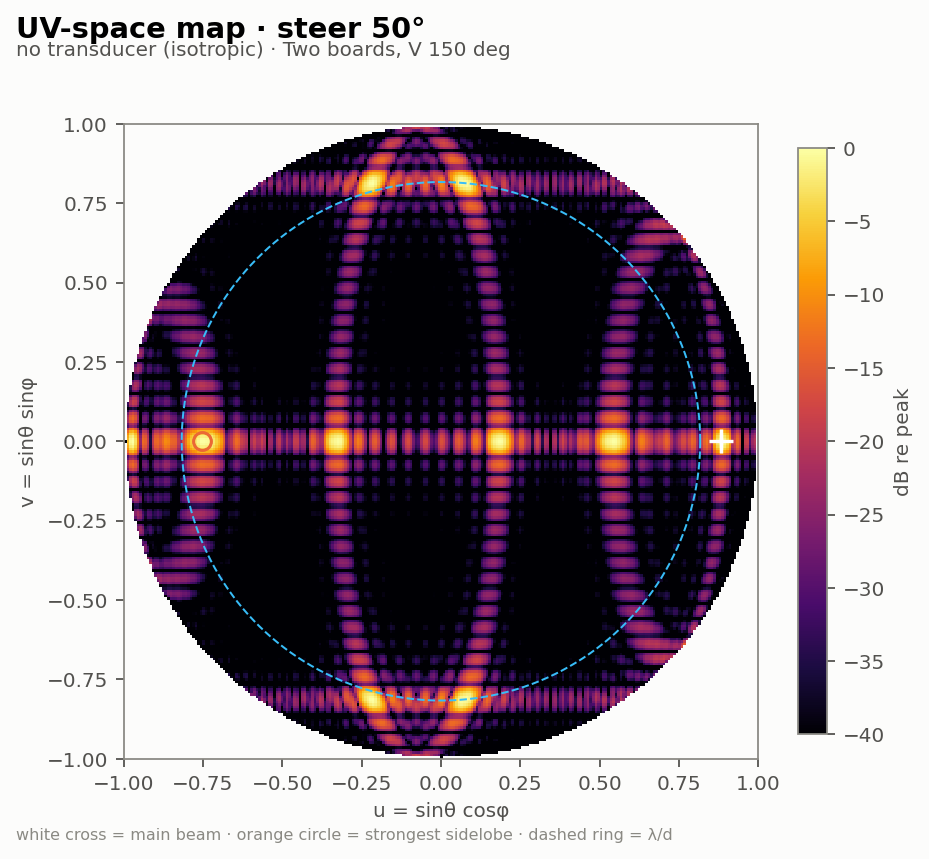 UV-space map · steer 50°
no transducer (isotropic) · Two boards, V 150 deg
1.00
0.75
0.50
0.25
0.00
−0.25
−0.50
−0.75
−1.00
v = sinθ sinφ
−1.00 −0.75 −0.50 −0.25 0.00 0.25 0.50 0.75 1.00
u = sinθ cosφ
0
−5
−10
−15
−20
−25
−30
−35
−40
dB re peak
white cross = main beam · orange circle = strongest sidelobe · dashed ring = λ/d